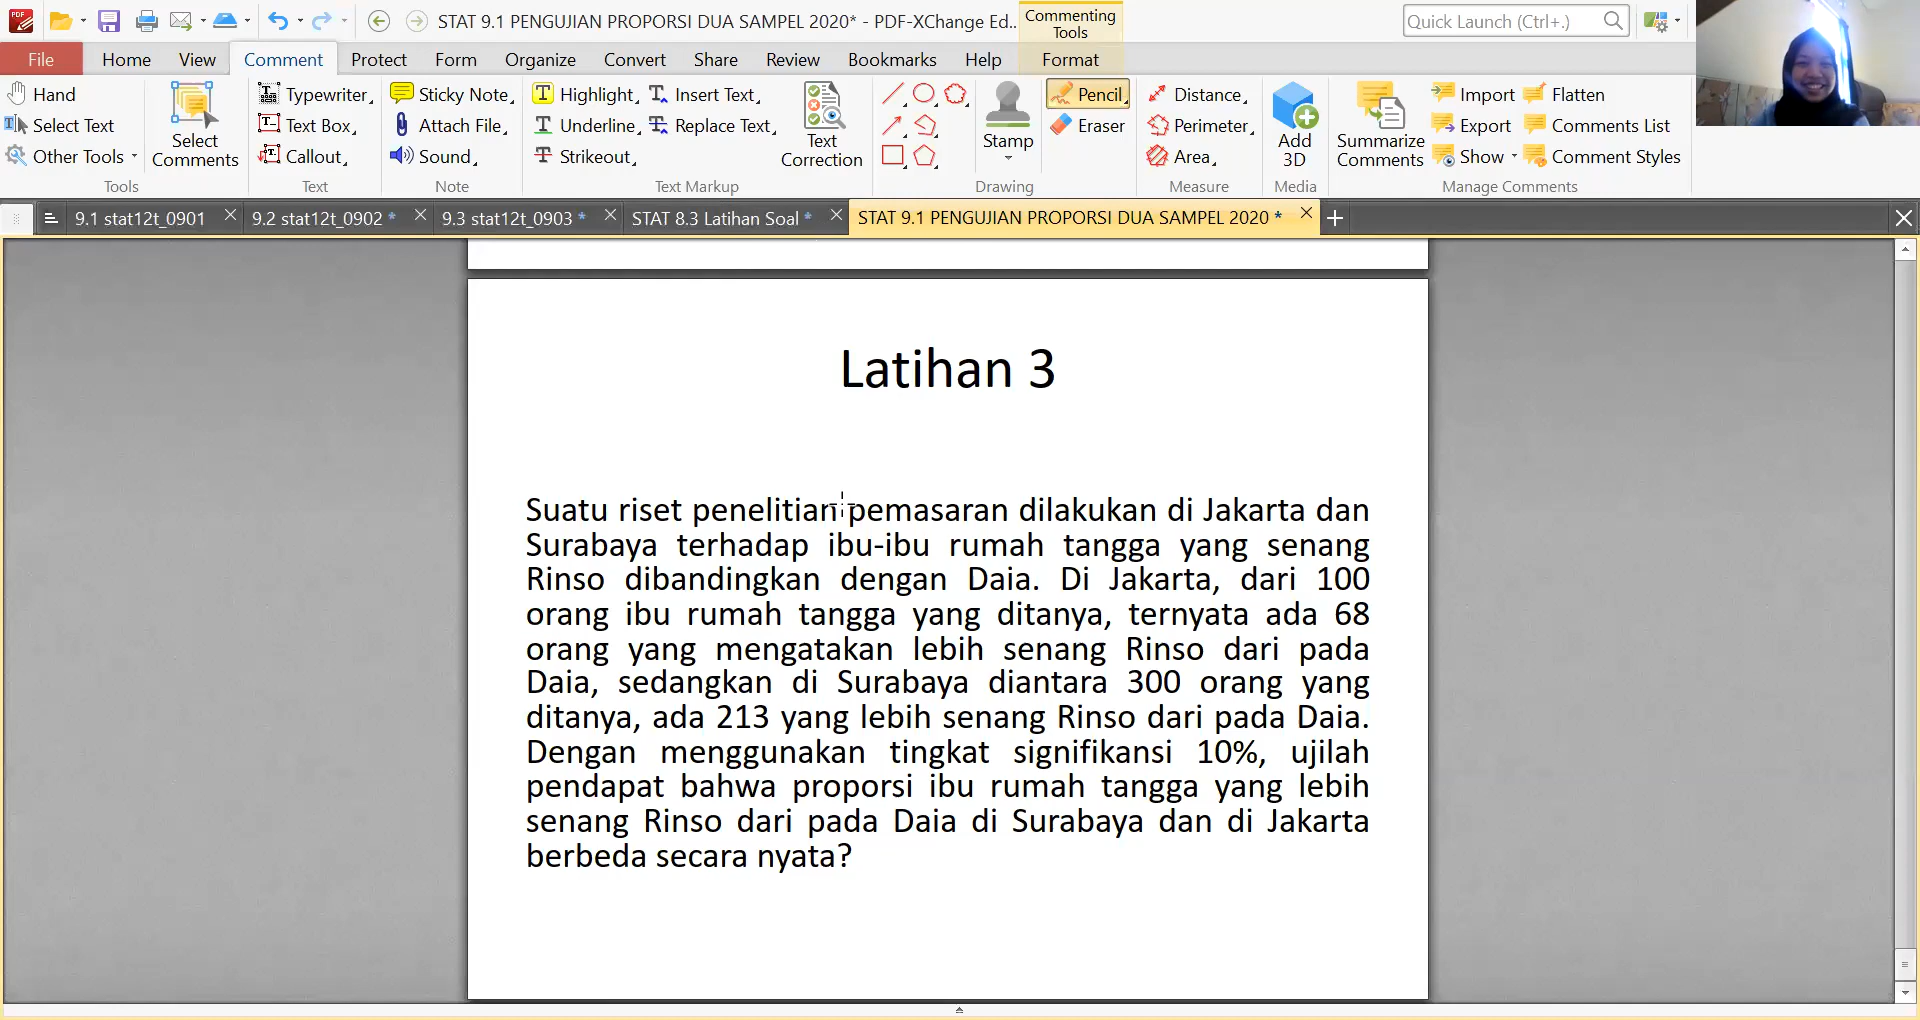 STAT 9.1 PENGUJIAN PROPORSI DUA SAMPEL 2020* - PDF-XChange Ed...
Commenting Tools
Quick Launch (Ctrl+.)
File Home View Comment Protect Form Organize Convert Share Review Bookmarks Help Format
Hand
Select Text
Other Tools
Select Comments
Tools
Typewriter
Text Box
Callout
Text
Sticky Note
Attach File
Sound
Note
Highlight
Underline
Strikeout
Insert Text
Replace Text
Text Correction
Text Markup
Stamp
Pencil
Eraser
Drawing
Distance
Perimeter
Area
Measure
Add 3D
Media
Summarize Comments
Import
Export
Show
Flatten
Comments List
Comment Styles
Manage Comments
9.1 stat12t_0901
9.2 stat12t_0902 *
9.3 stat12t_0903 *
STAT 8.3 Latihan Soal *
STAT 9.1 PENGUJIAN PROPORSI DUA SAMPEL 2020 *
Latihan 3
Suatu riset penelitian pemasaran dilakukan di Jakarta dan
Surabaya terhadap ibu-ibu rumah tangga yang senang
Rinso dibandingkan dengan Daia. Di Jakarta, dari 100
orang ibu rumah tangga yang ditanya, ternyata ada 68
orang yang mengatakan lebih senang Rinso dari pada
Daia, sedangkan di Surabaya diantara 300 orang yang
ditanya, ada 213 yang lebih senang Rinso dari pada Daia.
Dengan menggunakan tingkat signifikansi 10%, ujilah
pendapat bahwa proporsi ibu rumah tangga yang lebih
senang Rinso dari pada Daia di Surabaya dan di Jakarta
berbeda secara nyata?